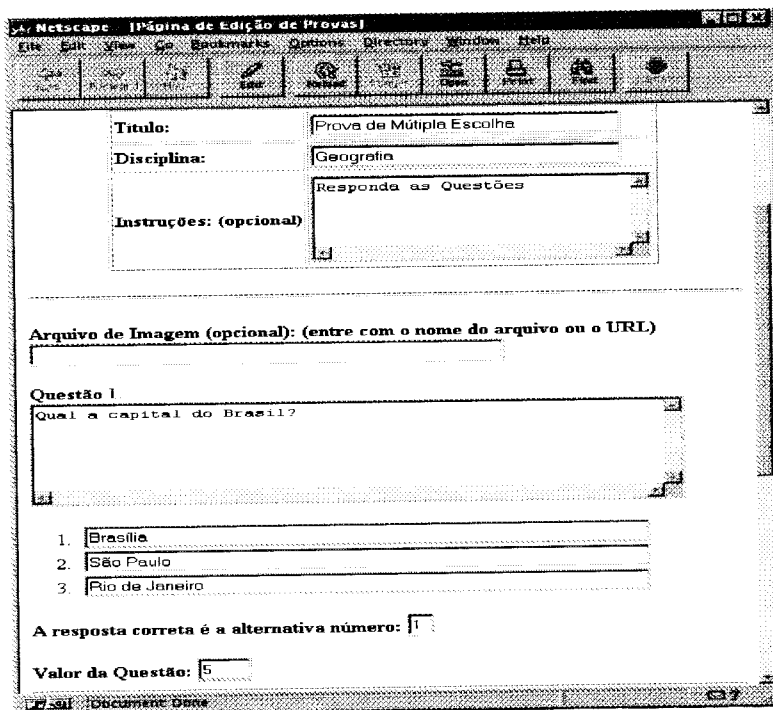 Netscape - [Página de Edição de Provas]
File Edit View Go Bookmarks Options Directory Window Help
Edit Reload Open Print Find
Título: Prova de Mútipla Escolha
Disciplina: Geografia
Instruções: (opcional) Responda as Questões
Arquivo de Imagem (opcional): (entre com o nome do arquivo ou o URL)
Questão 1
Qual a capital do Brasil?
1. Brasília
2. São Paulo
3. Rio de Janeiro
A resposta correta é a alternativa número: 1
Valor da Questão: 5
Document: Done